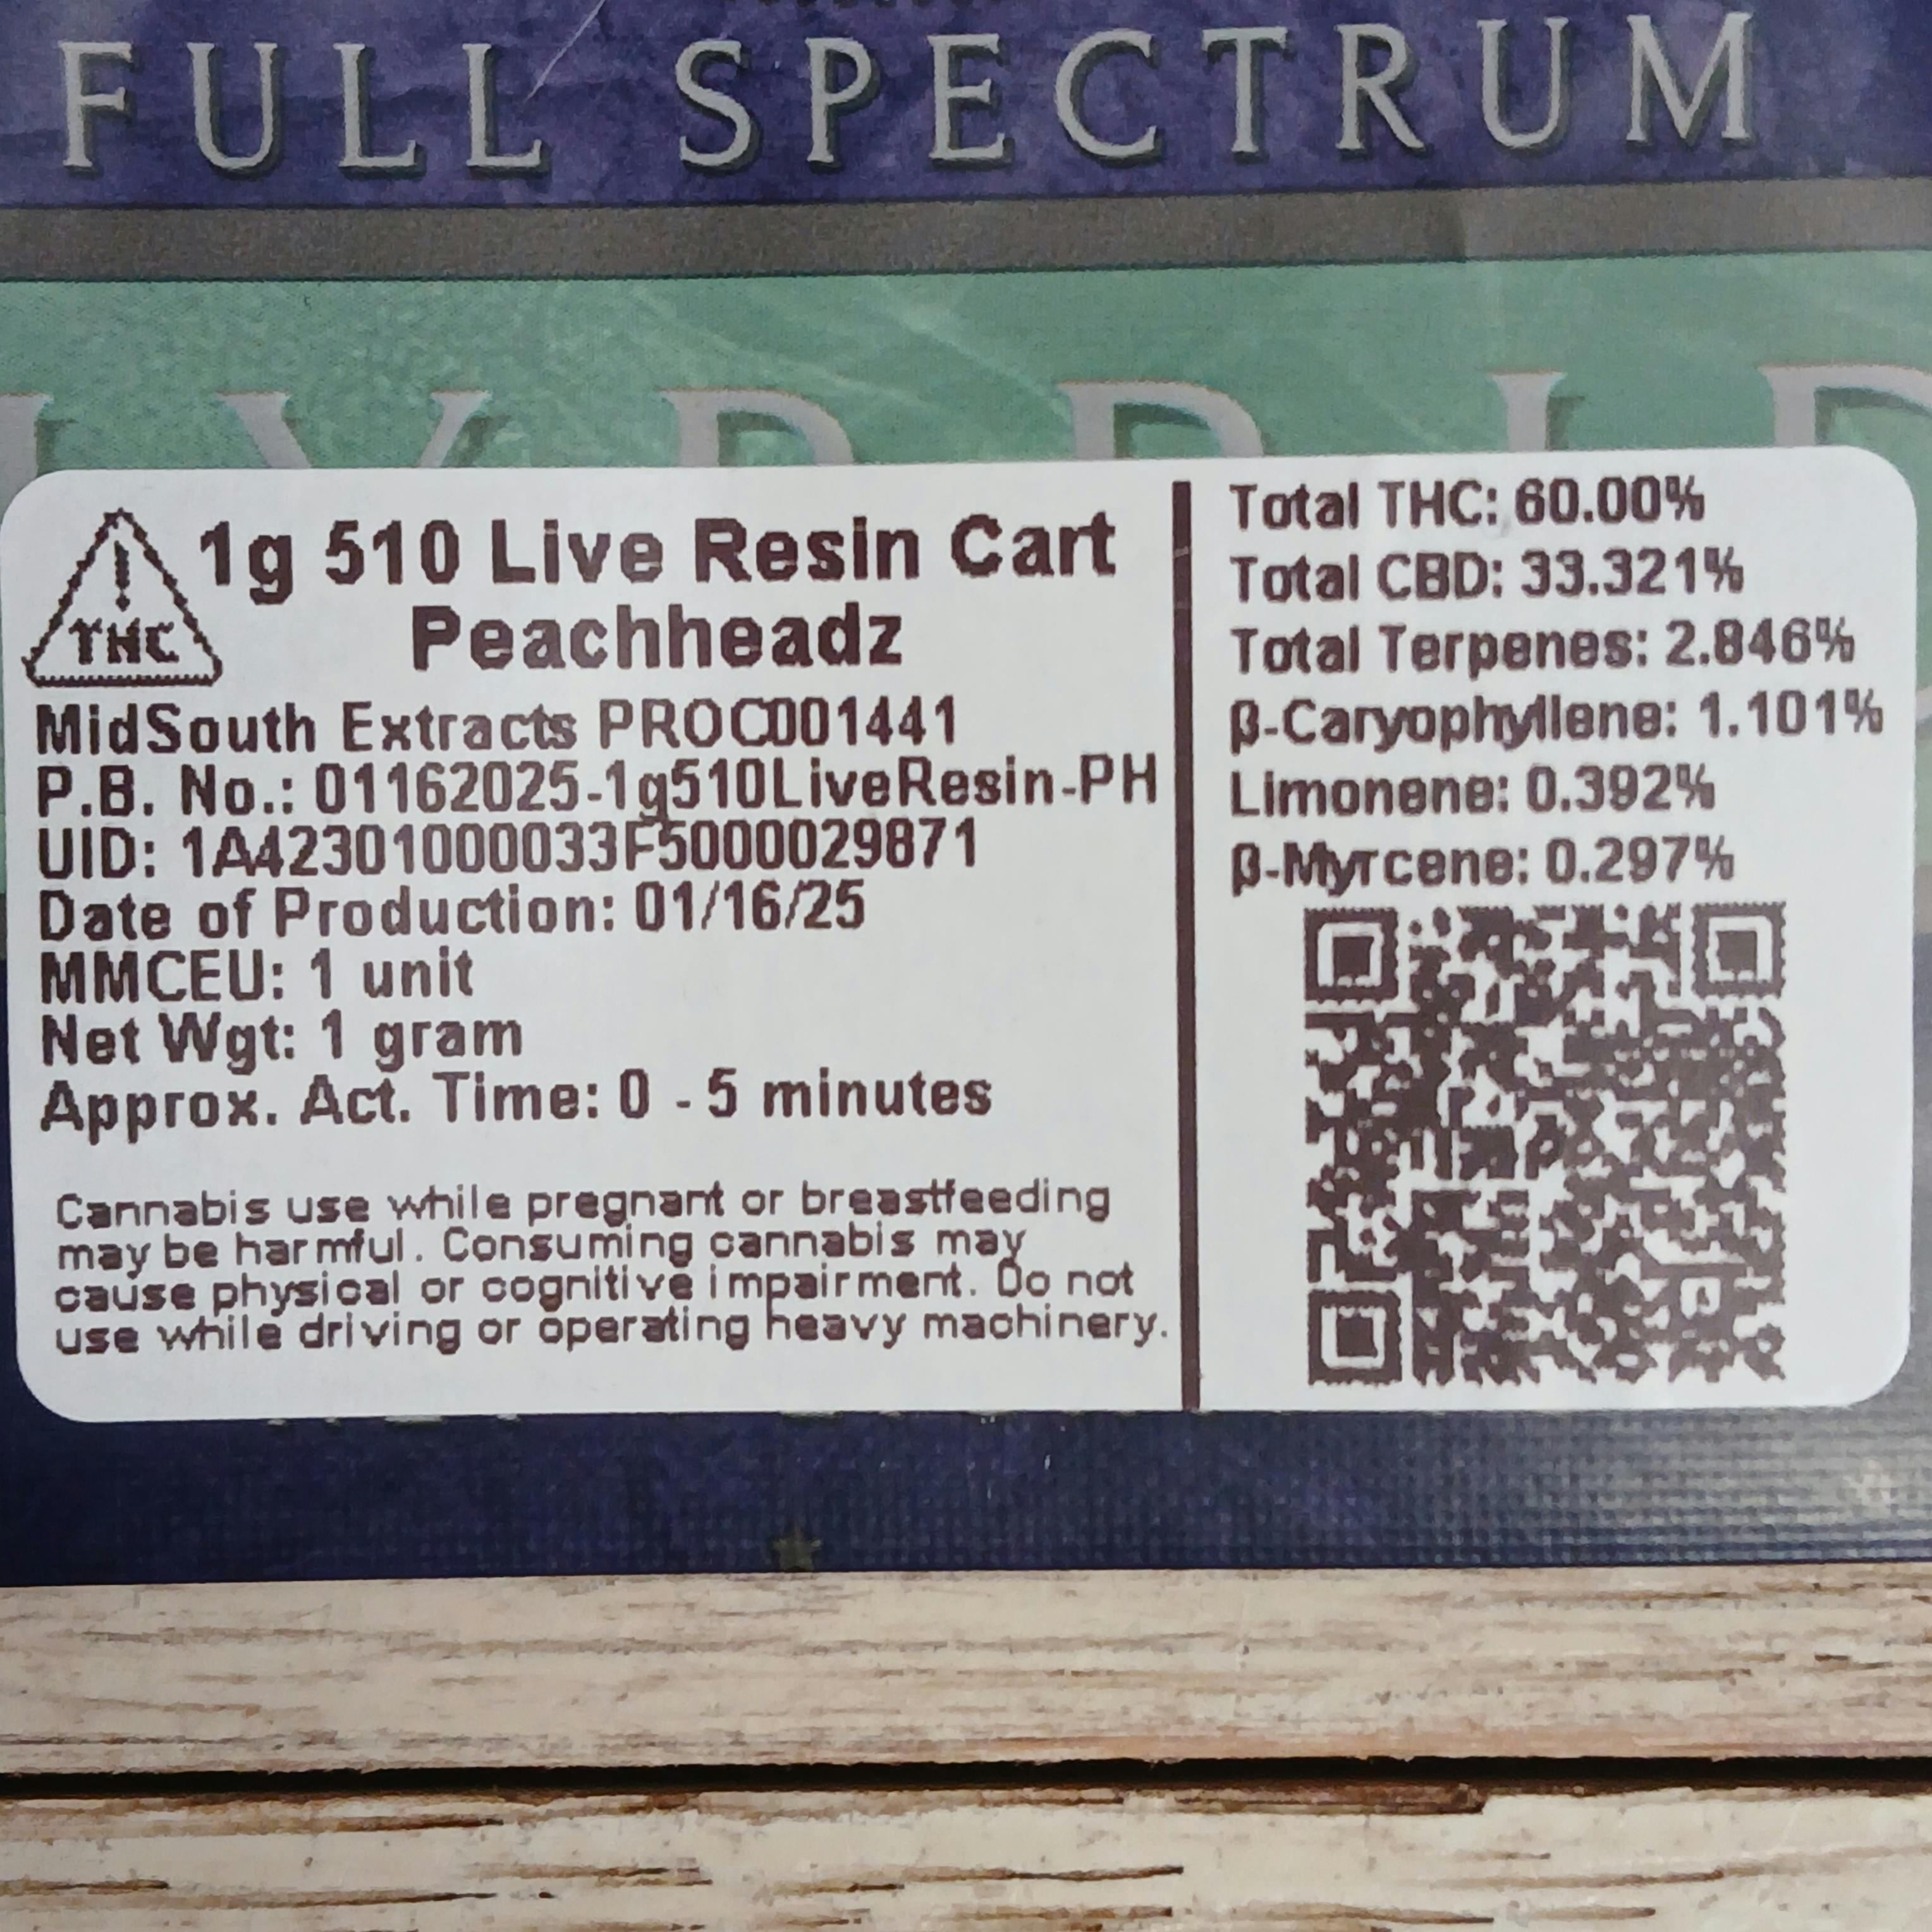 FULL SPECTRUM
THC
1g 510 Live Resin Cart
Peachheadz
MidSouth Extracts PROC001441
P.B. No.: 01162025-1g510LiveResin-PH
UID: 1A42301000033F5000029871
Date of Production: 01/16/25
MMCEU: 1 unit
Net Wgt: 1 gram
Approx. Act. Time: 0 - 5 minutes
Cannabis use while pregnant or breastfeeding
may be harmful. Consuming cannabis may
cause physical or cognitive impairment. Do not
use while driving or operating heavy machinery.
Total THC: 60.00%
Total CBD: 33.321%
Total Terpenes: 2.846%
β-Caryophyllene: 1.101%
Limonene: 0.392%
β-Myrcene: 0.297%